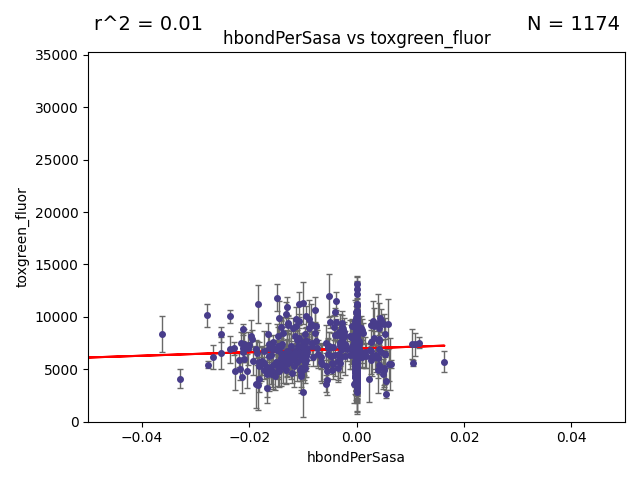 r^2 = 0.01
N = 1174
hbondPerSasa vs toxgreen_fluor
35000
30000
25000
20000
15000
10000
5000
0
toxgreen_fluor
−0.04
−0.02
0.00
0.02
0.04
hbondPerSasa